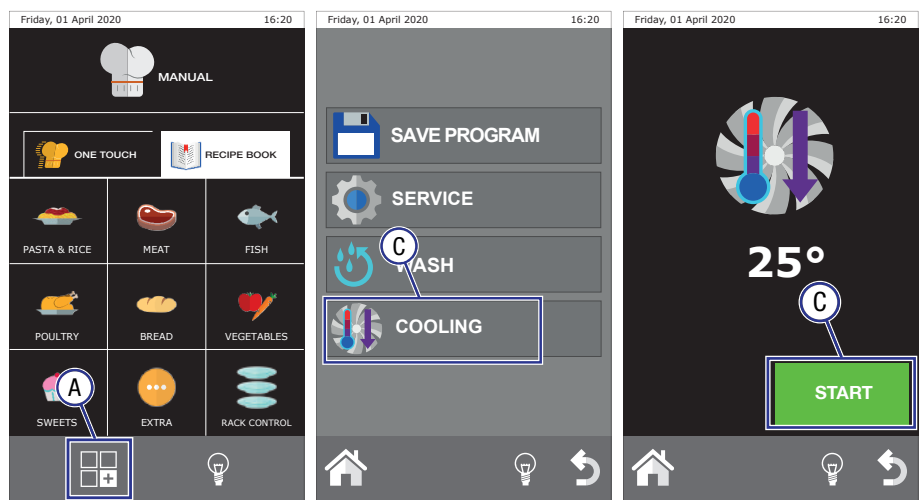 Friday, 01 April 2020 16:20
MANUAL
ONE TOUCH RECIPE BOOK
PASTA & RICE MEAT FISH
POULTRY BREAD VEGETABLES
A
SWEETS EXTRA RACK CONTROL
Friday, 01 April 2020 16:20
SAVE PROGRAM
SERVICE
C
WASH
COOLING
Friday, 01 April 2020 16:20
25°
C
START